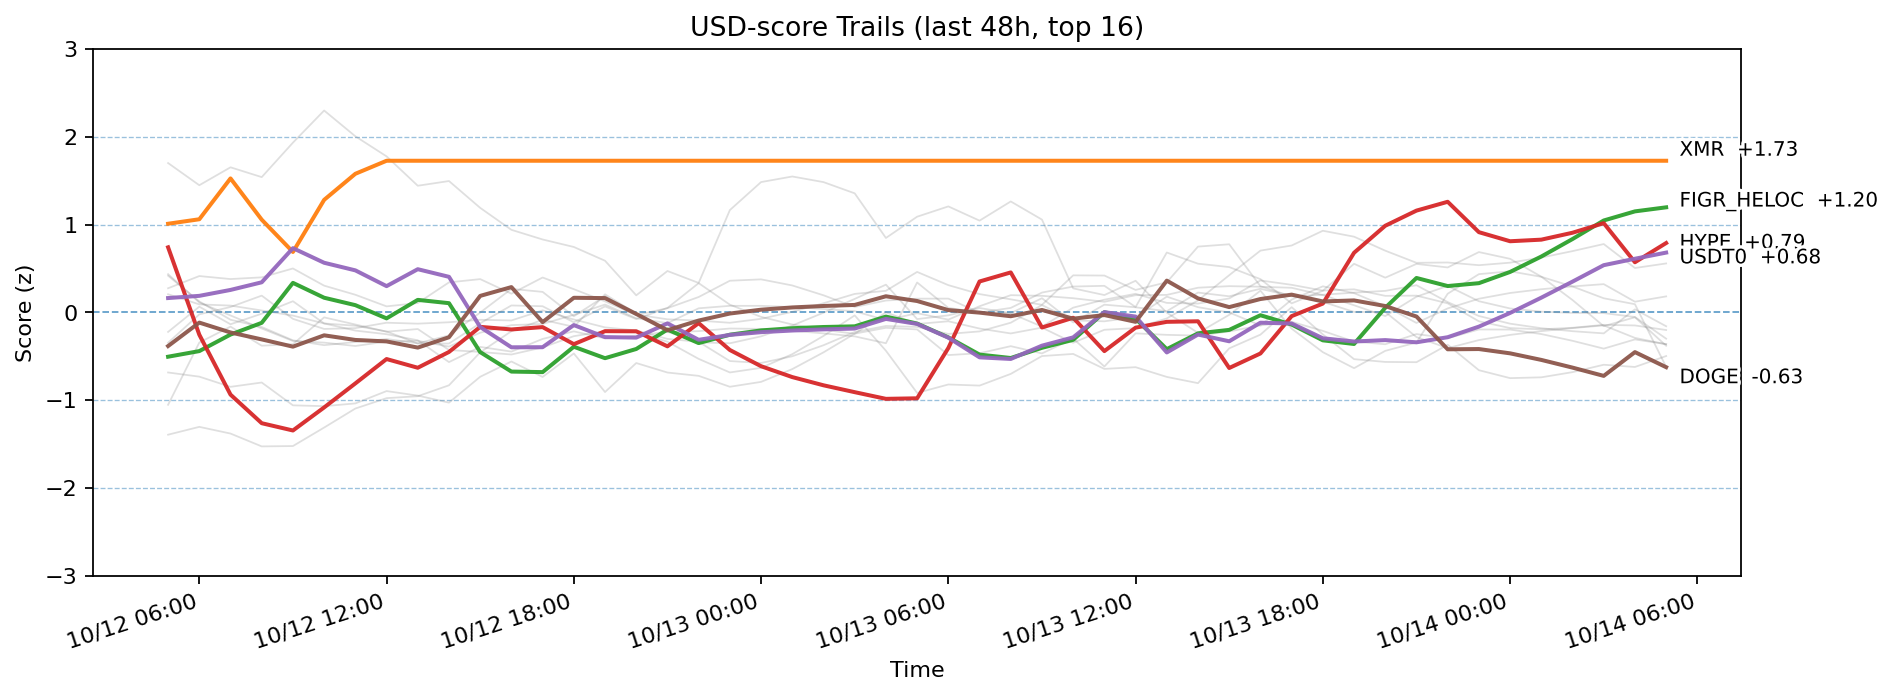 USD-score Trails (last 48h, top 16)
Score (z)
3
2
1
0
−1
−2
−3
XMR +1.73
FIGR_HELOC +1.20
HYPE +0.79
USDT0 +0.68
DOGE -0.63
10/12 06:00
10/12 12:00
10/12 18:00
10/13 00:00
10/13 06:00
10/13 12:00
10/13 18:00
10/14 00:00
10/14 06:00
Time